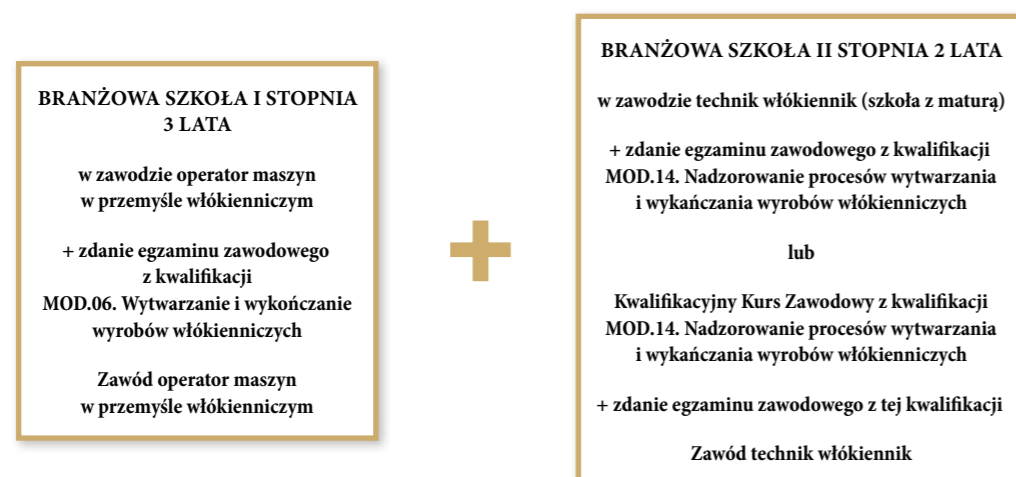 BRANŻOWA SZKOŁA I STOPNIA
3 LATA
w zawodzie operator maszyn
w przemyśle włókienniczym
+ zdanie egzaminu zawodowego
z kwalifikacji
MOD.06. Wytwarzanie i wykończanie
wyrobów włókienniczych
Zawód operator maszyn
w przemyśle włókienniczym
+
BRANŻOWA SZKOŁA II STOPNIA 2 LATA
w zawodzie technik włókiennik (szkoła z maturą)
+ zdanie egzaminu zawodowego z kwalifikacji
MOD.14. Nadzorowanie procesów wytwarzania
i wykańczania wyrobów włókienniczych
lub
Kwalifikacyjny Kurs Zawodowy z kwalifikacji
MOD.14. Nadzorowanie procesów wytwarzania
i wykańczania wyrobów włókienniczych
+ zdanie egzaminu zawodowego z tej kwalifikacji
Zawód technik włókiennik